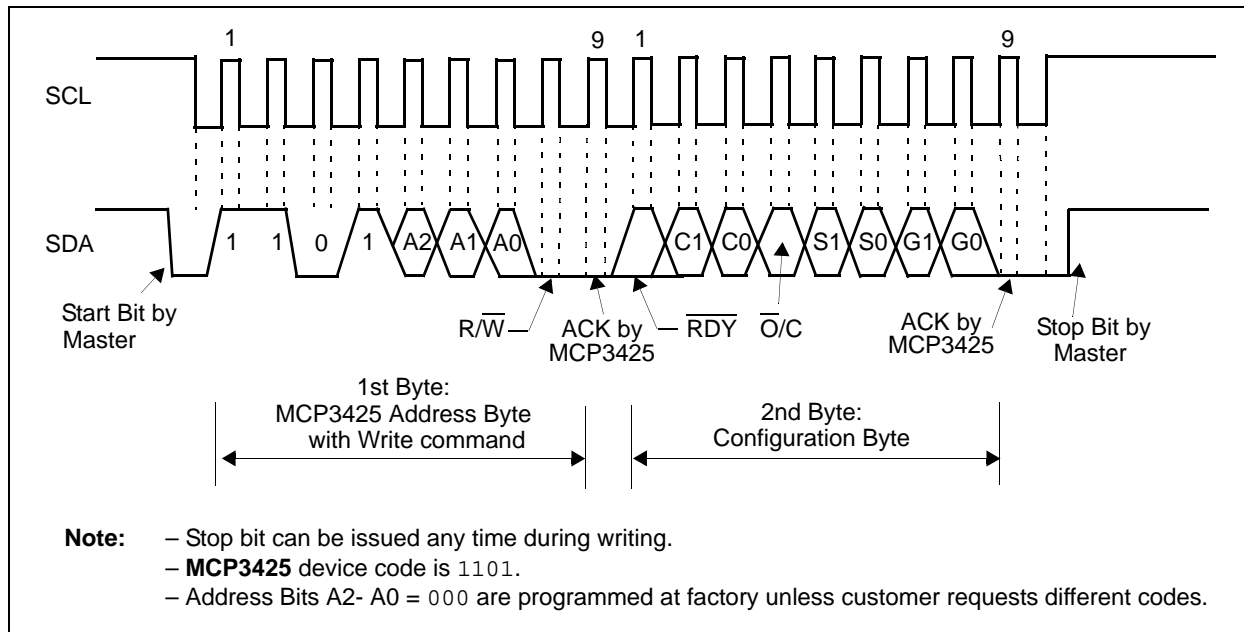 1 9 1 9
SCL
SDA 1 1 0 1 A2 A1 A0 C1 C0 S1 S0 G1 G0
Start Bit by
Master
R/W̅
ACK by
MCP3425
R̅D̅Y̅
O̅/C
ACK by
MCP3425
Stop Bit by
Master
1st Byte:
MCP3425 Address Byte
with Write command
2nd Byte:
Configuration Byte
Note: – Stop bit can be issued any time during writing.
– MCP3425 device code is 1101.
– Address Bits A2- A0 = 000 are programmed at factory unless customer requests different codes.